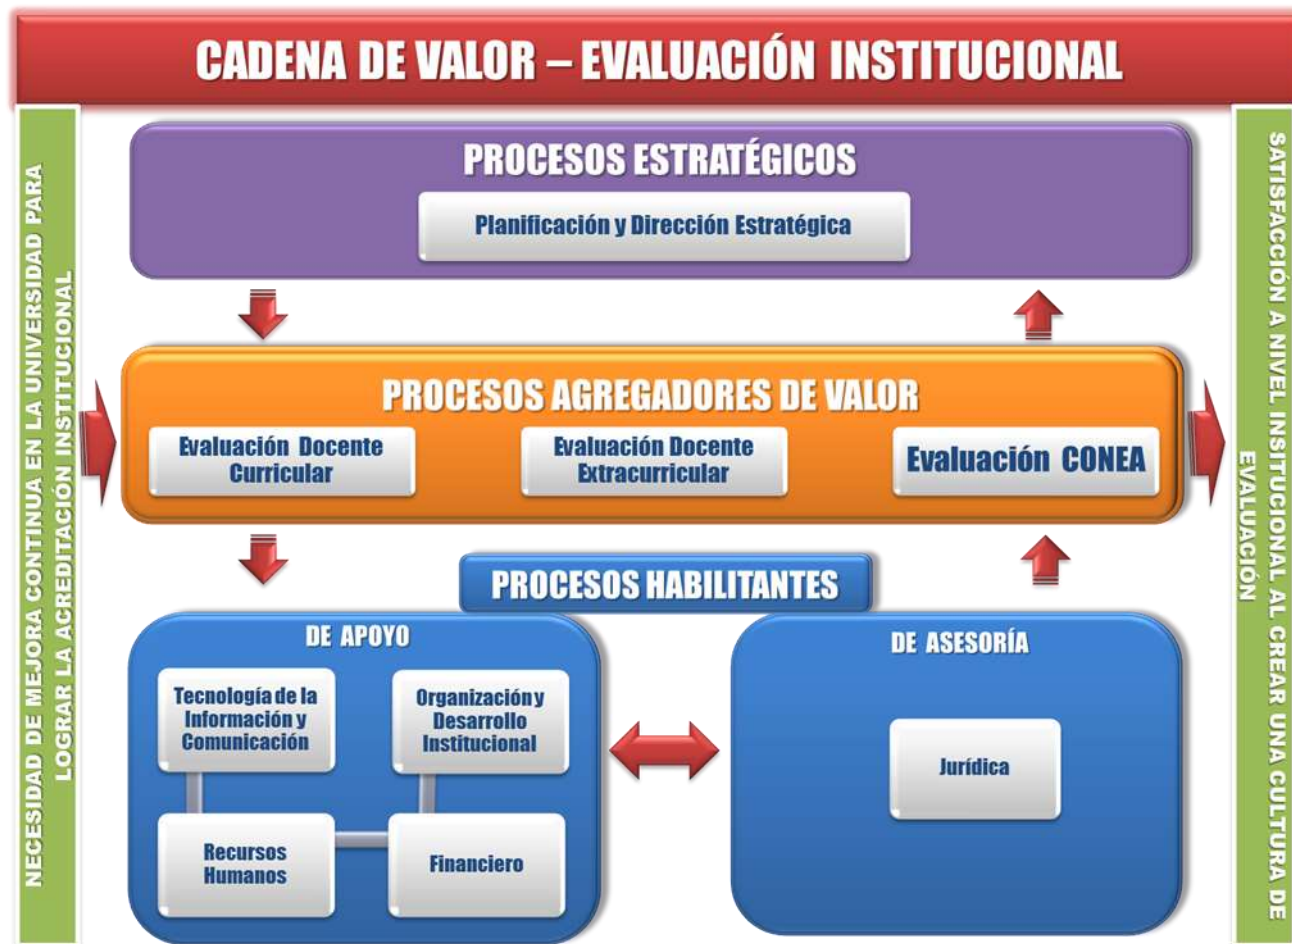 CADENA DE VALOR – EVALUACIÓN INSTITUCIONAL
NECESIDAD DE MEJORA CONTINUA EN LA UNIVERSIDAD PARA
LOGRAR LA ACREDITACIÓN INSTITUCIONAL
PROCESOS ESTRATÉGICOS
Planificación y Dirección Estratégica
PROCESOS AGREGADORES DE VALOR
Evaluación Docente
Curricular
Evaluación Docente
Extracurricular
Evaluación CONEA
PROCESOS HABILITANTES
DE APOYO
Tecnología de la
Información y
Comunicación
Organización y
Desarrollo
Institucional
Recursos
Humanos
Financiero
DE ASESORÍA
Jurídica
SATISFACCIÓN A NIVEL INSITUCIONAL AL CREAR UNA CULTURA DE
EVALUACIÓN